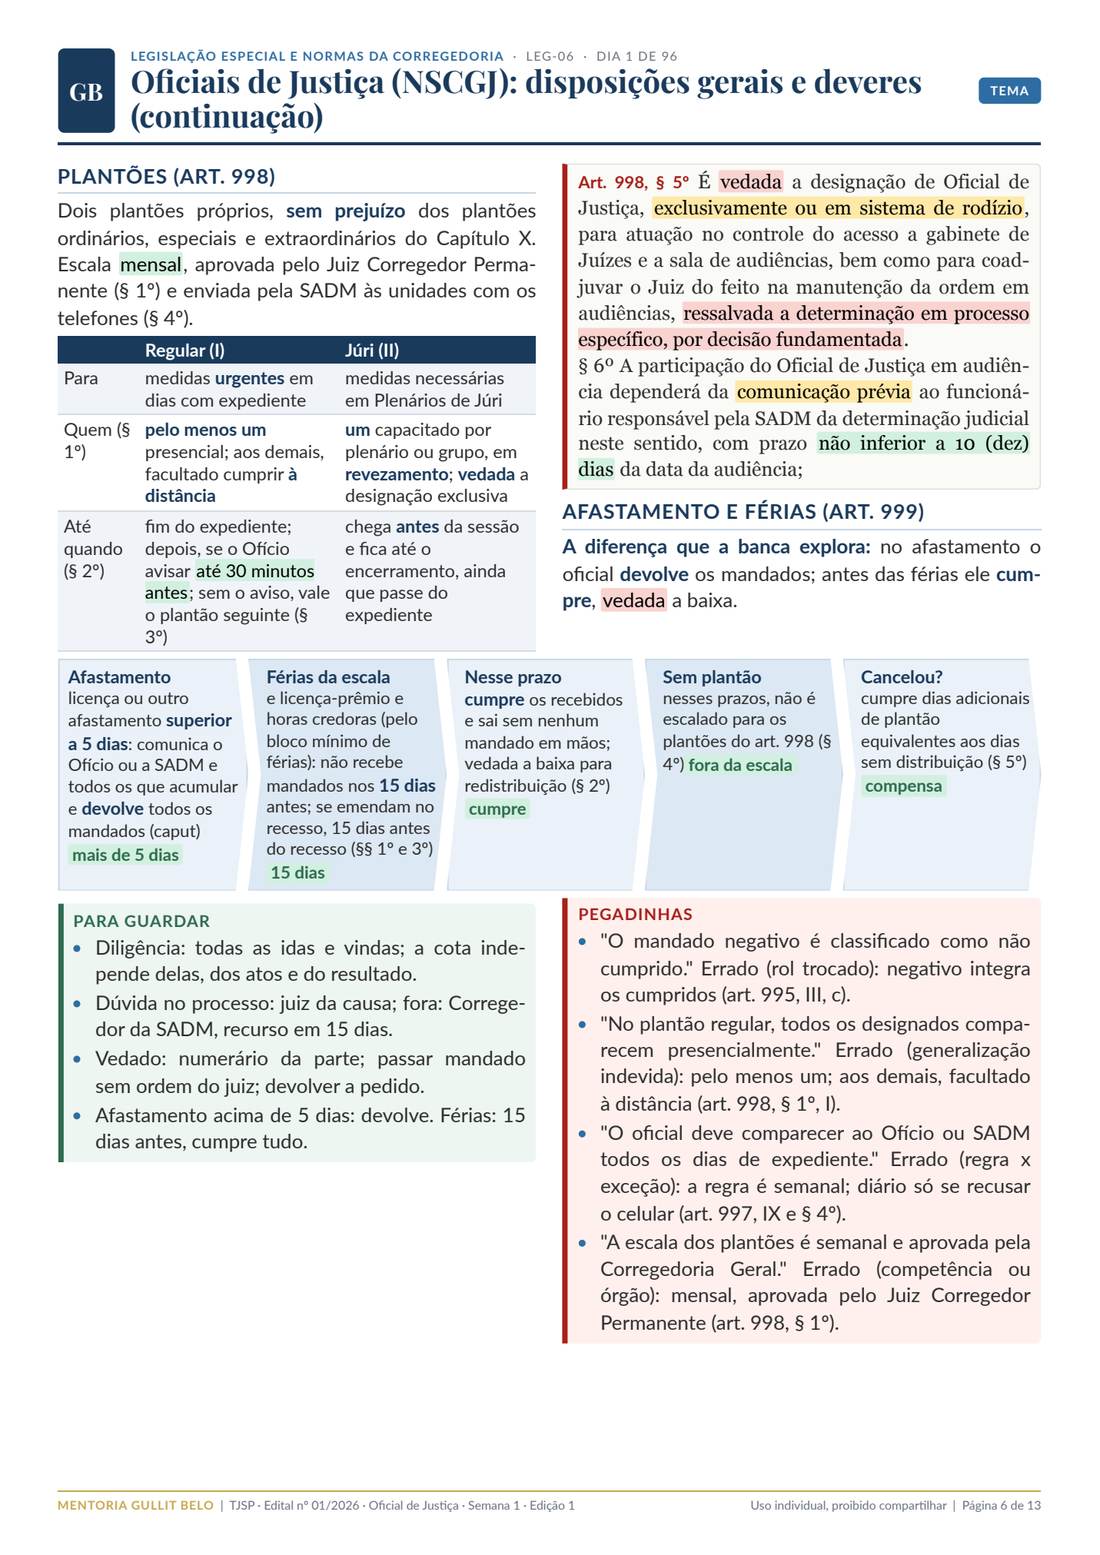 GB
LEGISLAÇÃO ESPECIAL E NORMAS DA CORREGEDORIA · LEG-06 · DIA 1 DE 96
Oficiais de Justiça (NSCGJ): disposições gerais e deveres
(continuação)
TEMA
PLANTÕES (ART. 998)
Dois plantões próprios, sem prejuízo dos plantões
ordinários, especiais e extraordinários do Capítulo X.
Escala mensal, aprovada pelo Juiz Corregedor Perma-
nente (§ 1º) e enviada pela SADM às unidades com os
telefones (§ 4º).
Regular (I) Júri (II)
Para medidas urgentes em medidas necessárias
dias com expediente em Plenários de Júri
Quem (§ pelo menos um um capacitado por
1º) presencial; aos demais, plenário ou grupo, em
facultado cumprir à revezamento; vedada a
distância designação exclusiva
Até fim do expediente; chega antes da sessão
quando depois, se o Ofício e fica até o
(§ 2º) avisar até 30 minutos encerramento, ainda
antes; sem o aviso, vale que passe do
o plantão seguinte (§ expediente
3º)
Art. 998, § 5º É vedada a designação de Oficial de
Justiça, exclusivamente ou em sistema de rodízio,
para atuação no controle do acesso a gabinete de
Juízes e a sala de audiências, bem como para coad-
juvar o Juiz do feito na manutenção da ordem em
audiências, ressalvada a determinação em processo
específico, por decisão fundamentada.
§ 6º A participação do Oficial de Justiça em audiên-
cia dependerá da comunicação prévia ao funcioná-
rio responsável pela SADM da determinação judicial
neste sentido, com prazo não inferior a 10 (dez)
dias da data da audiência;
AFASTAMENTO E FÉRIAS (ART. 999)
A diferença que a banca explora: no afastamento o
oficial devolve os mandados; antes das férias ele cum-
pre, vedada a baixa.
Afastamento
licença ou outro
afastamento superior
a 5 dias: comunica o
Ofício ou a SADM e
todos os que acumular
e devolve todos os
mandados (caput)
mais de 5 dias
Férias da escala
e licença-prêmio e
horas credoras (pelo
bloco mínimo de
férias): não recebe
mandados nos 15 dias
antes; se emendam no
recesso, 15 dias antes
do recesso (§§ 1º e 3º)
15 dias
Nesse prazo
cumpre os recebidos
e sai sem nenhum
mandado em mãos;
vedada a baixa para
redistribuição (§ 2º)
cumpre
Sem plantão
nesses prazos, não é
escalado para os
plantões do art. 998 (§
4º) fora da escala
Cancelou?
cumpre dias adicionais
de plantão
equivalentes aos dias
sem distribuição (§ 5º)
compensa
PARA GUARDAR
• Diligência: todas as idas e vindas; a cota inde-
pende delas, dos atos e do resultado.
• Dúvida no processo: juiz da causa; fora: Correge-
dor da SADM, recurso em 15 dias.
• Vedado: numerário da parte; passar mandado
sem ordem do juiz; devolver a pedido.
• Afastamento acima de 5 dias: devolve. Férias: 15
dias antes, cumpre tudo.
PEGADINHAS
• "O mandado negativo é classificado como não
cumprido." Errado (rol trocado): negativo integra
os cumpridos (art. 995, III, c).
• "No plantão regular, todos os designados compa-
recem presencialmente." Errado (generalização
indevida): pelo menos um; aos demais, facultado
à distância (art. 998, § 1º, I).
• "O oficial deve comparecer ao Ofício ou SADM
todos os dias de expediente." Errado (regra x
exceção): a regra é semanal; diário só se recusar
o celular (art. 997, IX e § 4º).
• "A escala dos plantões é semanal e aprovada pela
Corregedoria Geral." Errado (competência ou
órgão): mensal, aprovada pelo Juiz Corregedor
Permanente (art. 998, § 1º).
MENTORIA GULLIT BELO | TJSP · Edital nº 01/2026 · Oficial de Justiça · Semana 1 · Edição 1
Uso individual, proibido compartilhar | Página 6 de 13